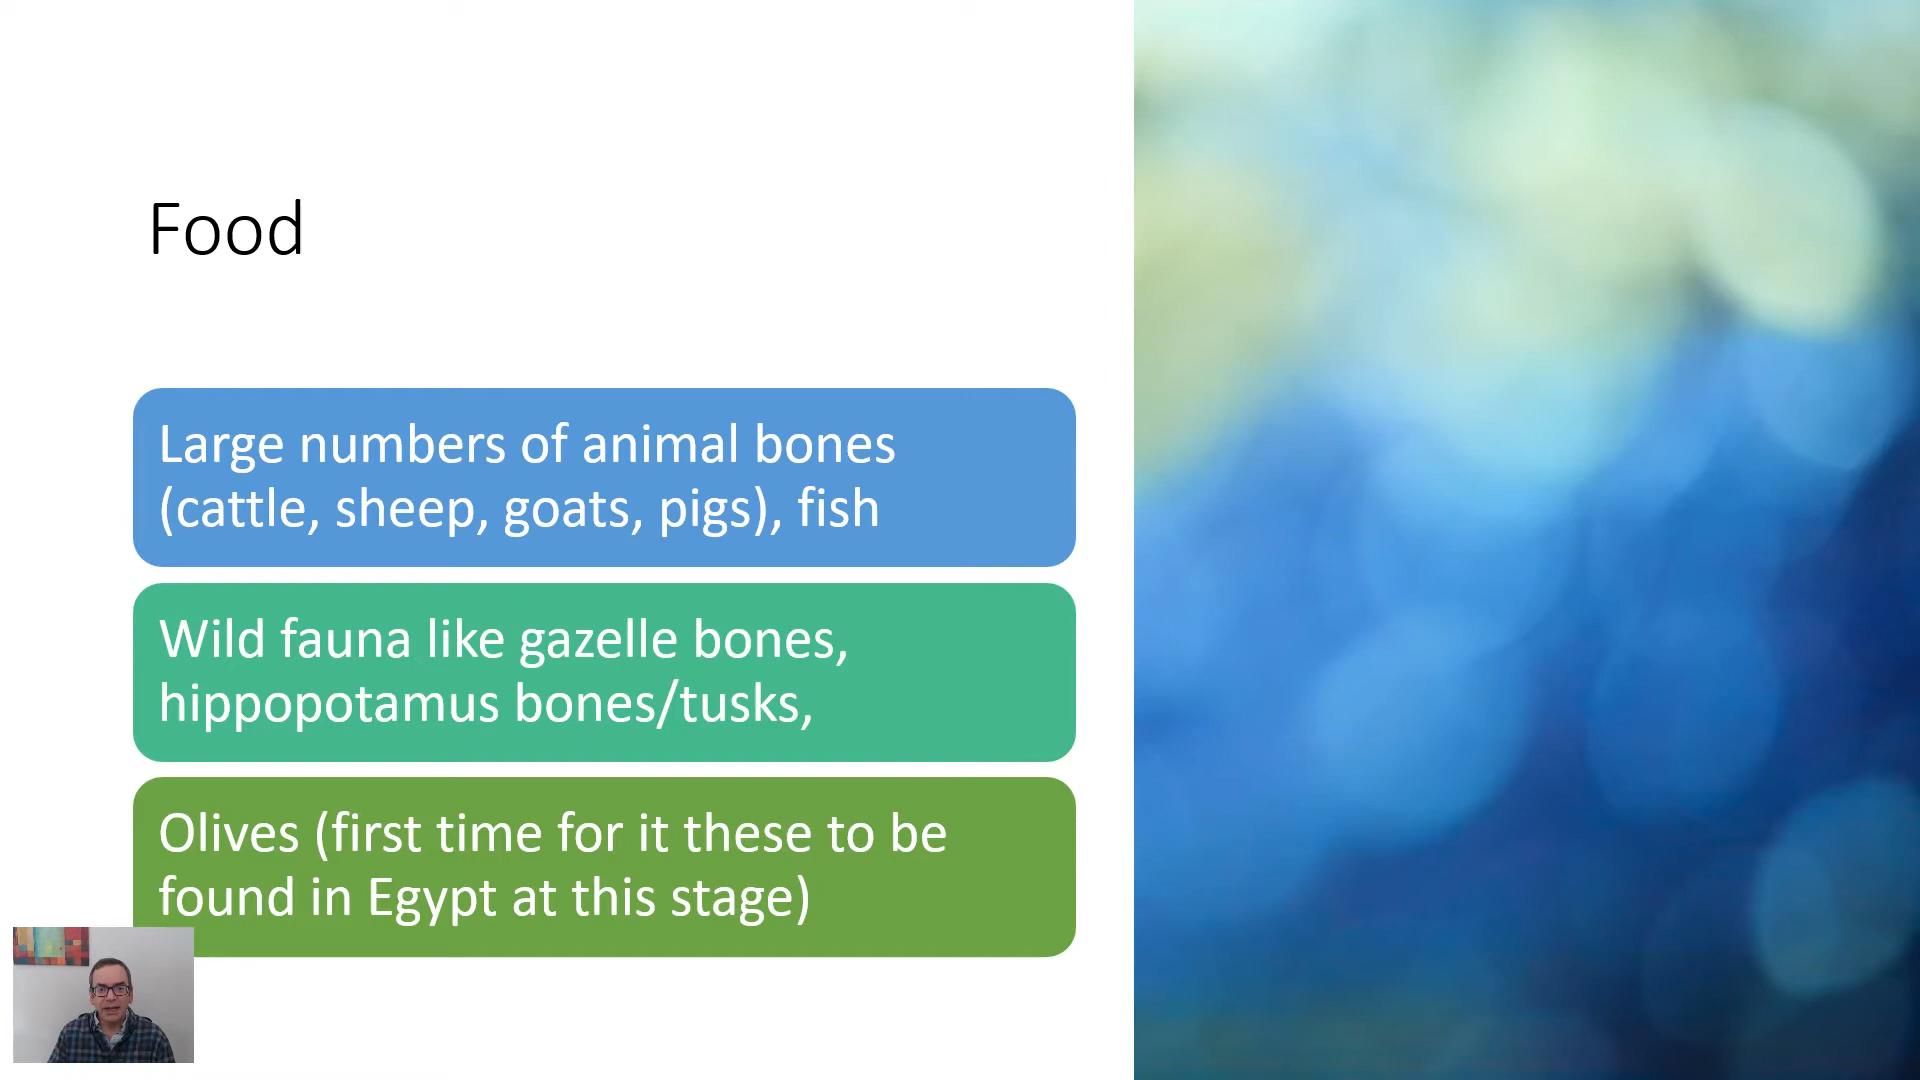 Food
Large numbers of animal bones
(cattle, sheep, goats, pigs), fish
Wild fauna like gazelle bones,
hippopotamus bones/tusks,
Olives (first time for it these to be
found in Egypt at this stage)